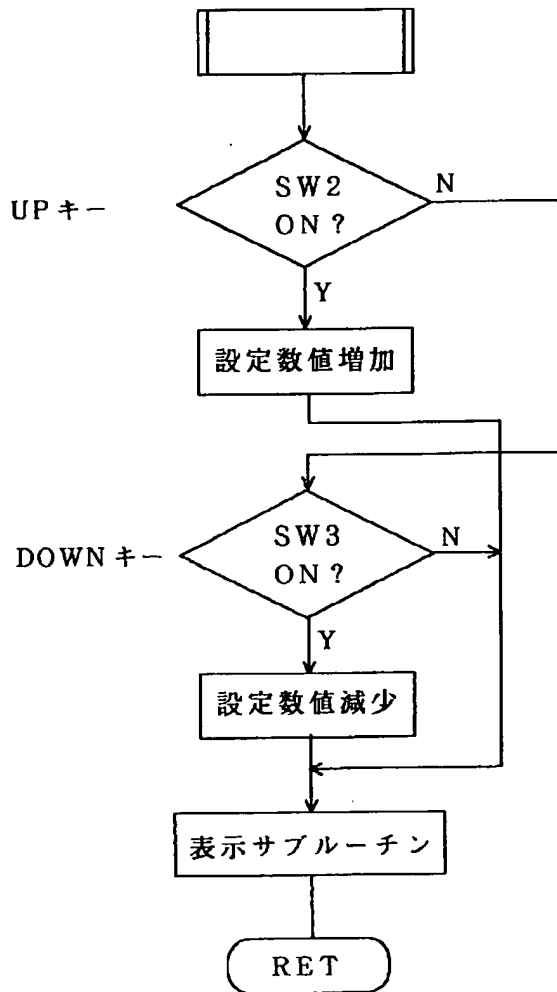 SW2
N
UPキー
ON?
Y
設定数値増加
SW3
N
DOWNキー
ON?
Y
設定数値減少
表示サブルーチン
RET